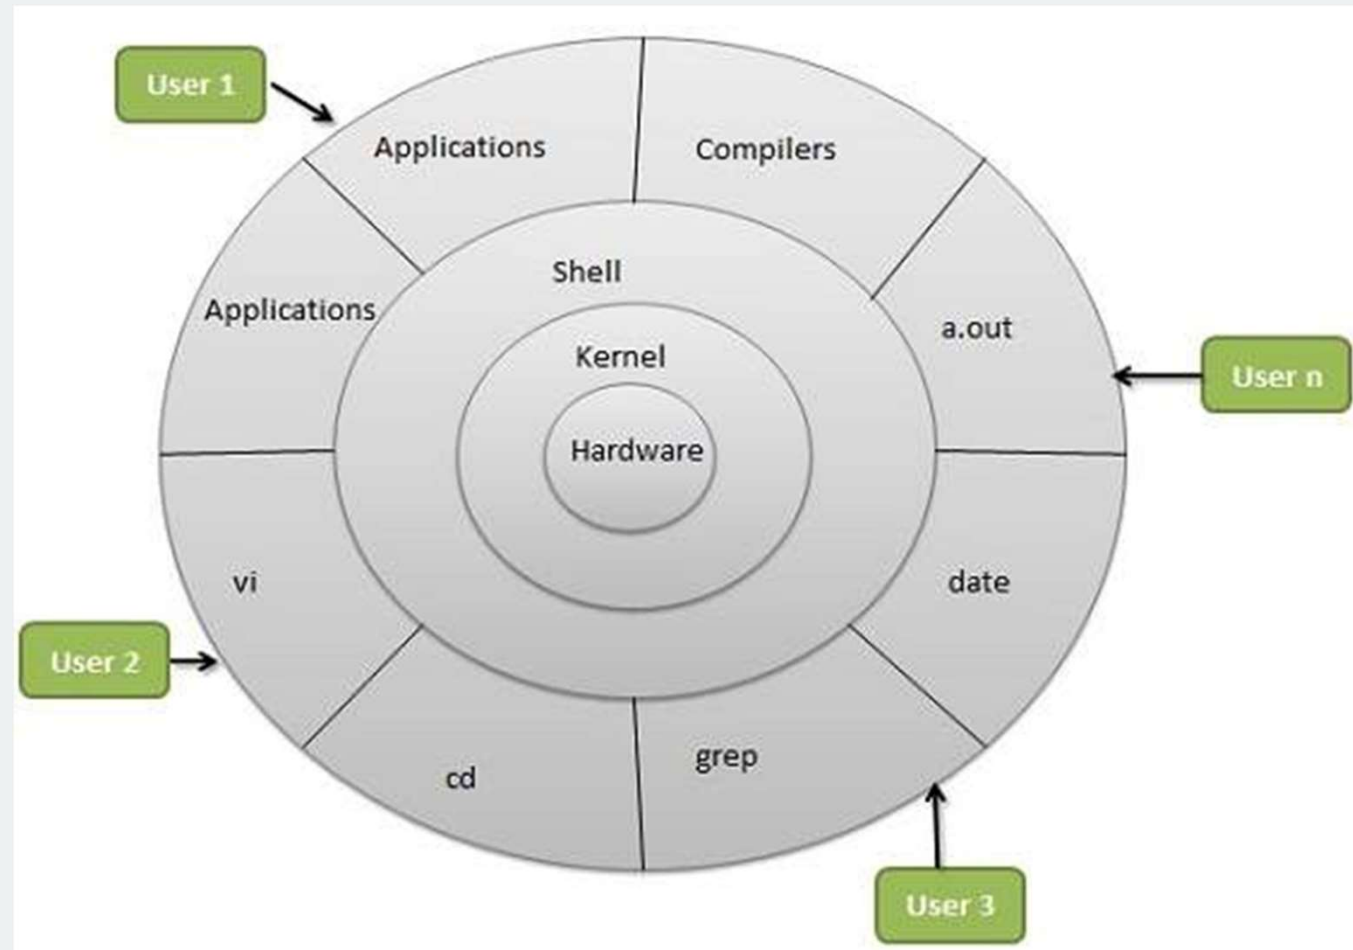 User 1
Applications
Compilers
Shell
Applications
a.out
Kernel
User n
Hardware
vi
date
User 2
cd
grep
User 3